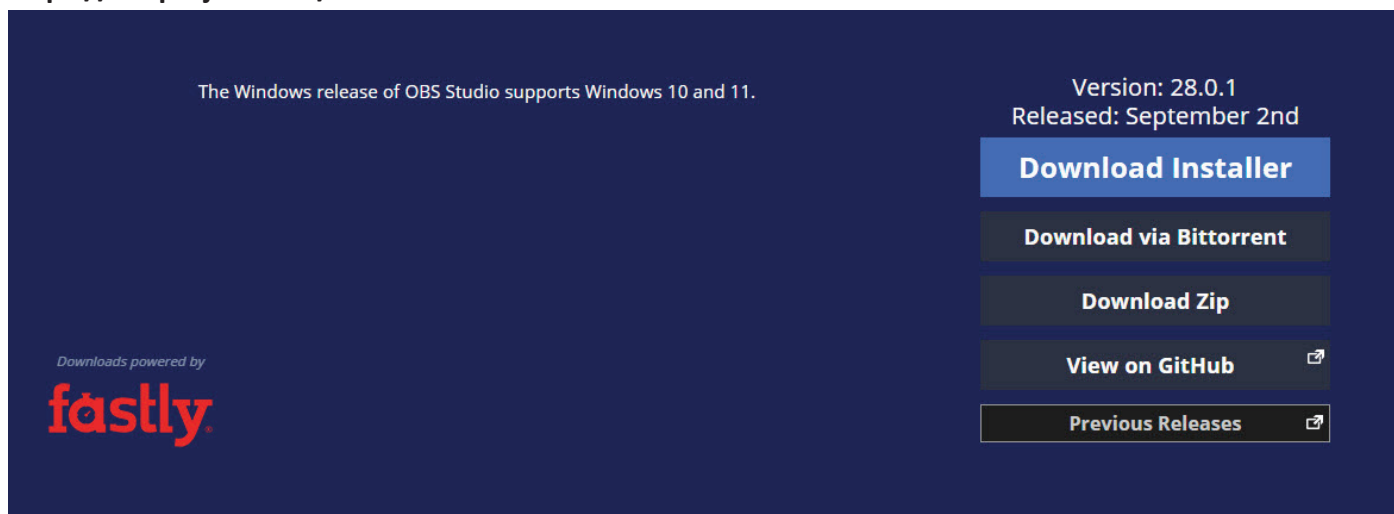 The Windows release of OBS Studio supports Windows 10 and 11.
Version: 28.0.1
Released: September 2nd
Download Installer
Download via Bittorrent
Download Zip
View on GitHub
Previous Releases
Downloads powered by
fastly®